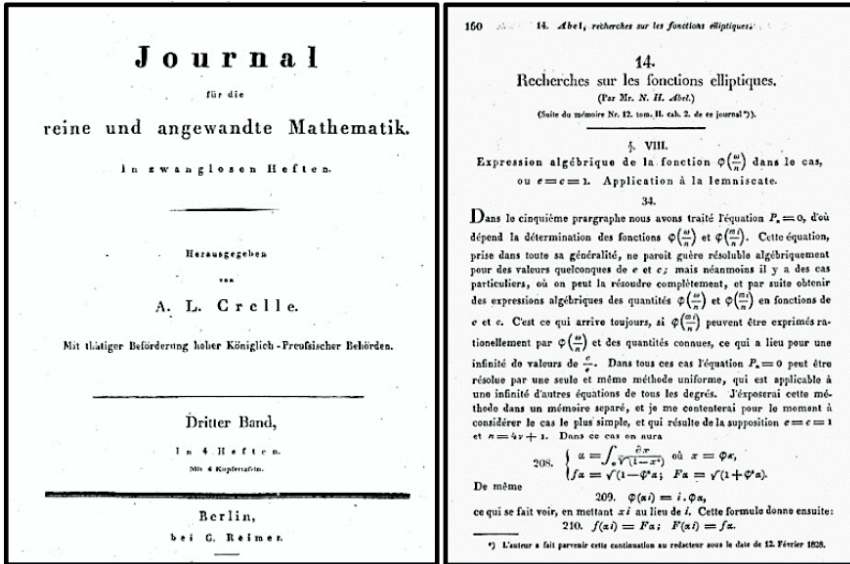 Journal
für die
reine und angewandte Mathematik.
In zwanglosen Heften.
Herausgegeben
von
A. L. Crelle.
Mit thätiger Beförderung hoher Königlich-Preufsischer Behörden.
Dritter Band,
In 4 Heften.
Mit 4 Kupfertafeln.
Berlin,
bei G. Reimer.
160 14. Abel, recherches sur les fonctions elliptiques.
14.
Recherches sur les fonctions elliptiques.
(Par Mr. N. H. Abel.)
(Suite du mémoire Nr. 12. tom. II. cah. 2. de ce journal*)).
§. VIII.
Expression algébrique de la fonction φ(ω/n) dans le cas,
ou e=c=1. Application à la lemniscate.
34.
Dans le cinquième prargraphe nous avons traité l'équation Pₙ=0, d'où
dépend la détermination des fonctions φ(ω/n) et φ(ϖi/n). Cette équation,
prise dans toute sa généralité, ne paroit guère résoluble algébriquement
pour des valeurs quelconques de e et c; mais néanmoins il y a des cas
particuliers, où on peut la résoudre complètement, et par suite obtenir
des expressions algébriques des quantités φ(ω/n) et φ(ϖi/n) en fonctions de
e et c. C'est ce qui arrive toujours, si φ(ϖi/n) peuvent être exprimés ra-
tionellement par φ(ω/n) et des quantités connues, ce qui a lieu pour une
infinité de valeurs de e/c. Dans tous ces cas l'équation Pₙ=0 peut être
résolue par une seule et même méthode uniforme, qui est applicable à
une infinité d'autres équations de tous les degrés. J'exposerai cette mé-
thode dans un mémoire séparé, et je me contenterai pour le moment à
considérer le cas le plus simple, et qui résulte de la supposition e=c=1
et n=4ν+1. Dans ce cas on aura
208. { α=∫₀ ∂x/√(1-x⁴) où x=φα,
fα=√(1-φ²α); Fα=√(1+φ²α).
De même
209. φ(αi)=i.φα,
ce qui se fait voir, en mettant xi au lieu de i. Cette formule donne ensuite:
210. f(αi)=Fα; F(αi)=fα.
*) L'auteur a fait parvenir cette continuation au redacteur sous le date de 12. Février 1828.